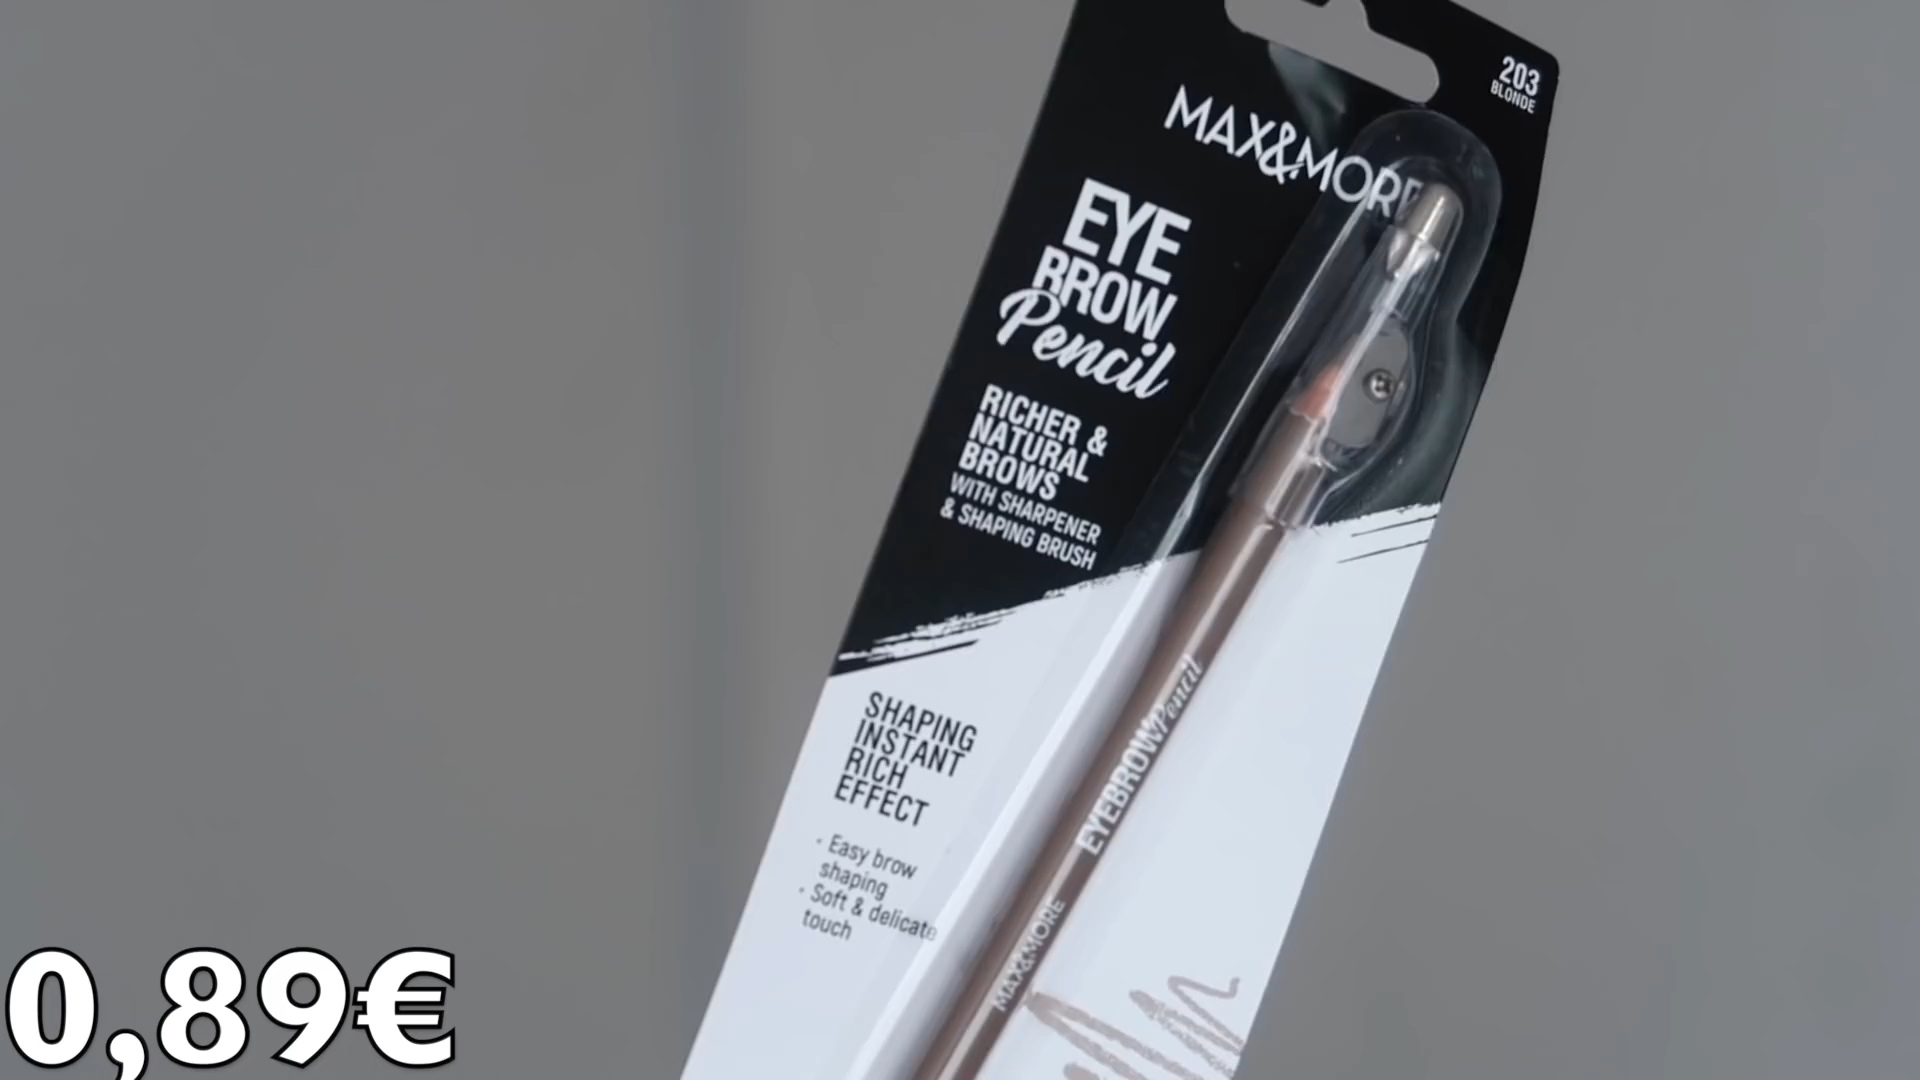 203
BLONDE
MAX&MORE
EYE
BROW
Pencil
RICHER &
NATURAL
BROWS
WITH SHARPENER
& SHAPING BRUSH
SHAPING
INSTANT
RICH
EFFECT
- Easy brow
shaping
- Soft & delicate
touch
EYEBROW Pencil
MAX&MORE
0,89€